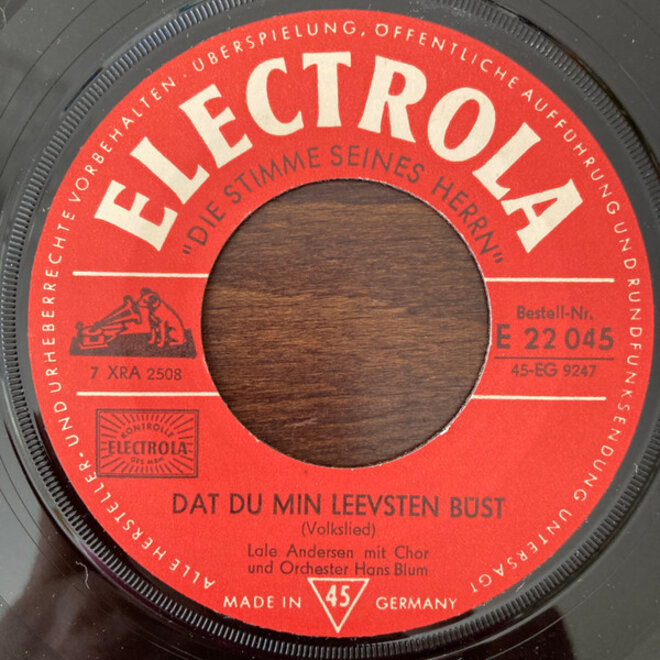 ALLE HERSTELLER- UND URHEBERRECHTE VORBEHALTEN. ÜBERSPIELUNG, ÖFFENTLICHE AUFFÜHRUNG UND RUNDFUNKSENDUNG UNTERSAGT
ELECTROLA
"DIE STIMME SEINES HERRN"
7 XRA 2508
Bestell-Nr.
E 22 045
45-EG 9247
KONTROLLE
ELECTROLA
GES MBH
DAT DU MIN LEEVSTEN BÜST
(Volkslied)
Lale Andersen mit Chor
und Orchester Hans Blum
MADE IN 45 GERMANY